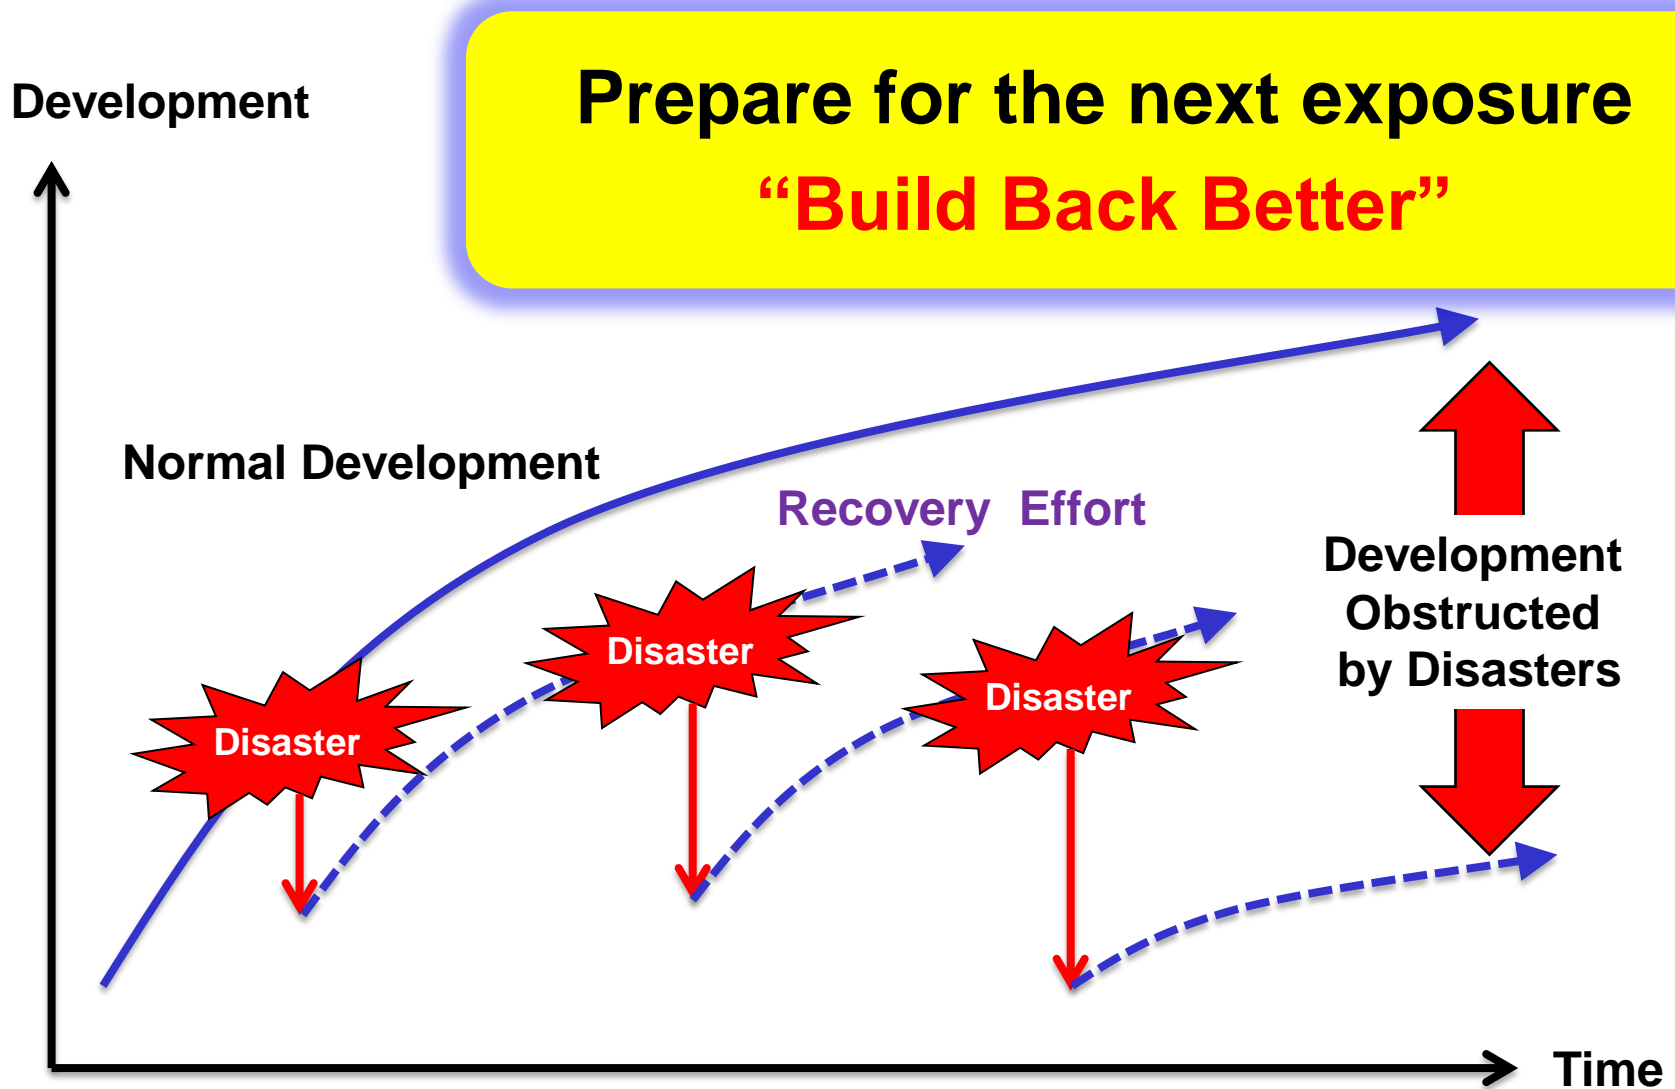 Prepare for the next exposure
“Build Back Better”
Development
Normal Development
Recovery Effort
Disaster
Disaster
Disaster
Development
Obstructed
by Disasters
Time